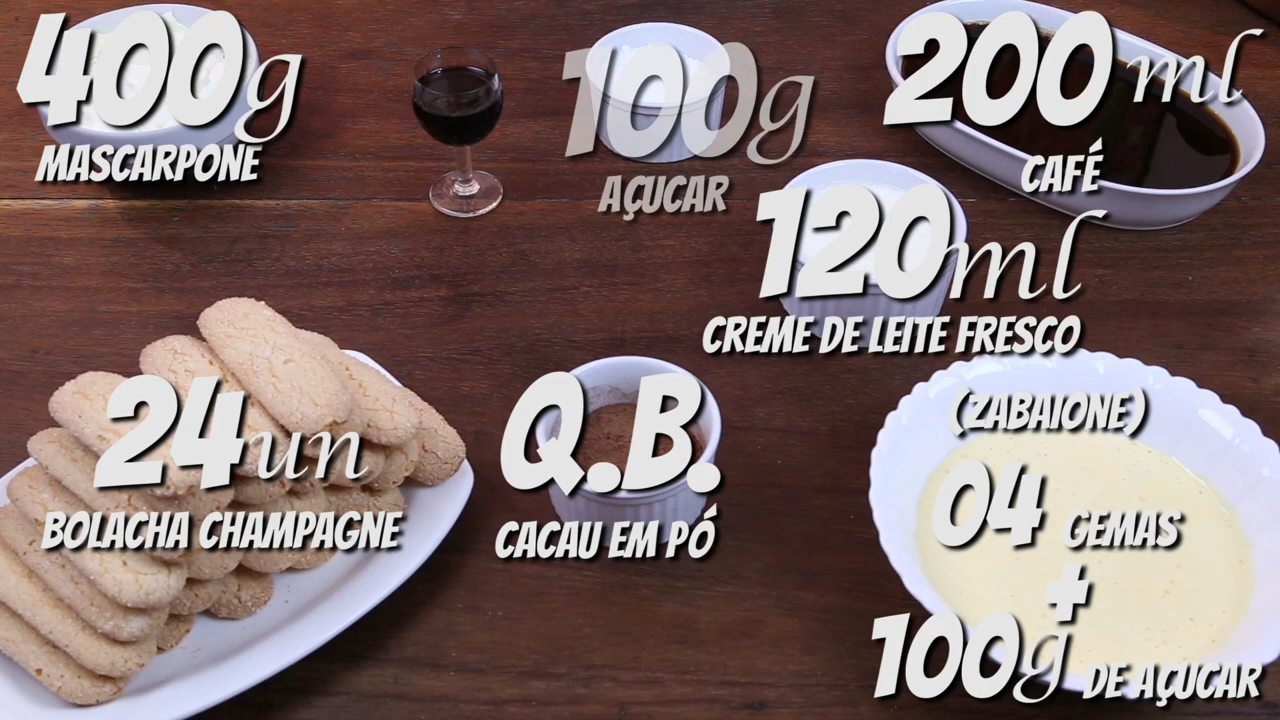 400g
MASCARPONE
100g
AÇUCAR
200 ml
CAFÉ
120ml
CREME DE LEITE FRESCO
24un
BOLACHA CHAMPAGNE
Q.B.
CACAU EM PÓ
(ZABAIONE)
04 GEMAS
+
100g DE AÇUCAR